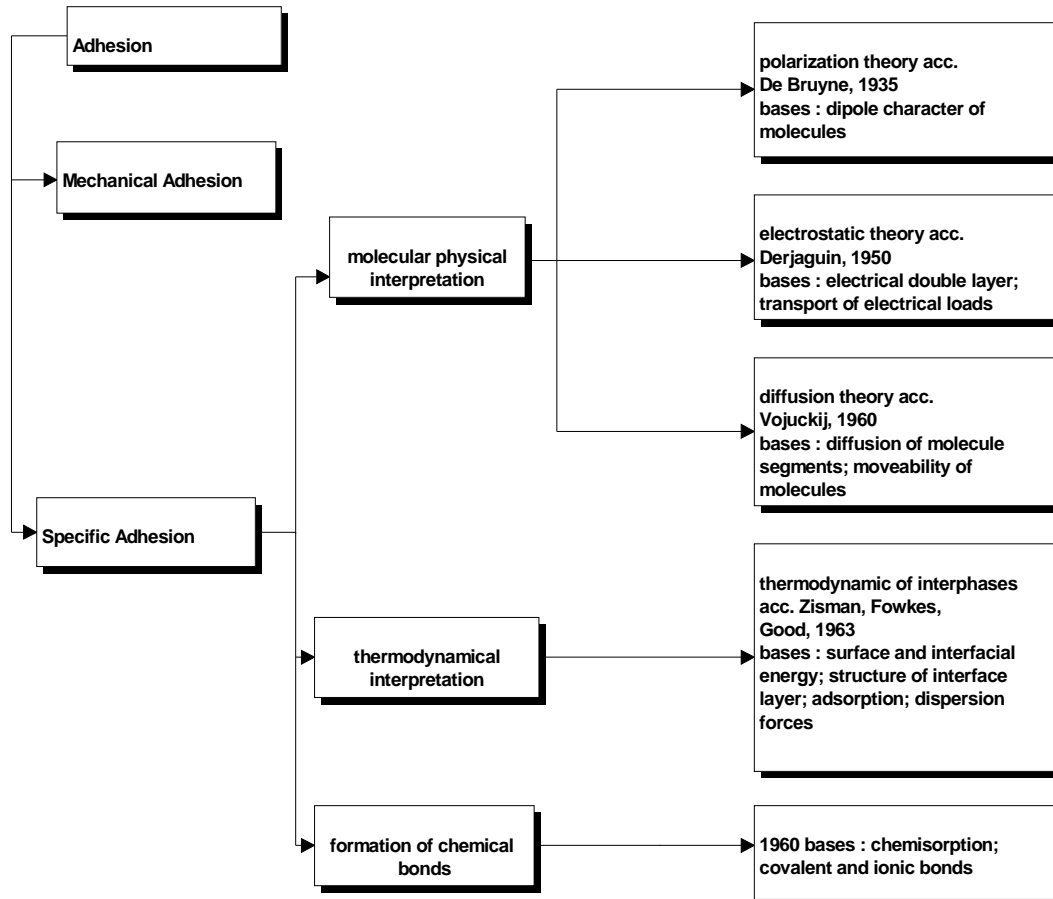 Adhesion
Mechanical Adhesion
Specific Adhesion
molecular physical
interpretation
thermodynamical
interpretation
formation of chemical
bonds
polarization theory acc.
De Bruyne, 1935
bases : dipole character of
molecules
electrostatic theory acc.
Derjaguin, 1950
bases : electrical double layer;
transport of electrical loads
diffusion theory acc.
Vojuckij, 1960
bases : diffusion of molecule
segments; moveability of
molecules
thermodynamic of interphases
acc. Zisman, Fowkes,
Good, 1963
bases : surface and interfacial
energy; structure of interface
layer; adsorption; dispersion
forces
1960 bases : chemisorption;
covalent and ionic bonds